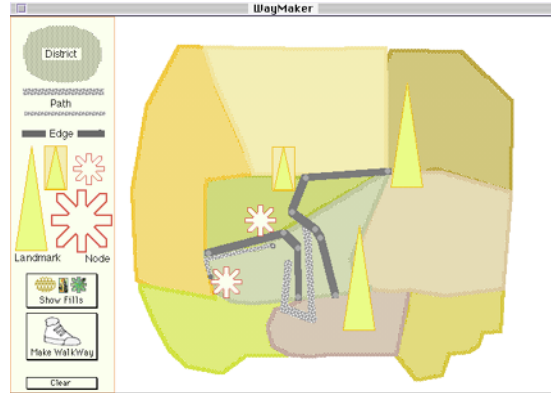 WayMaker
District
Path
Edge
Landmark
Node
Show Fills
Make WalkWay
Clear